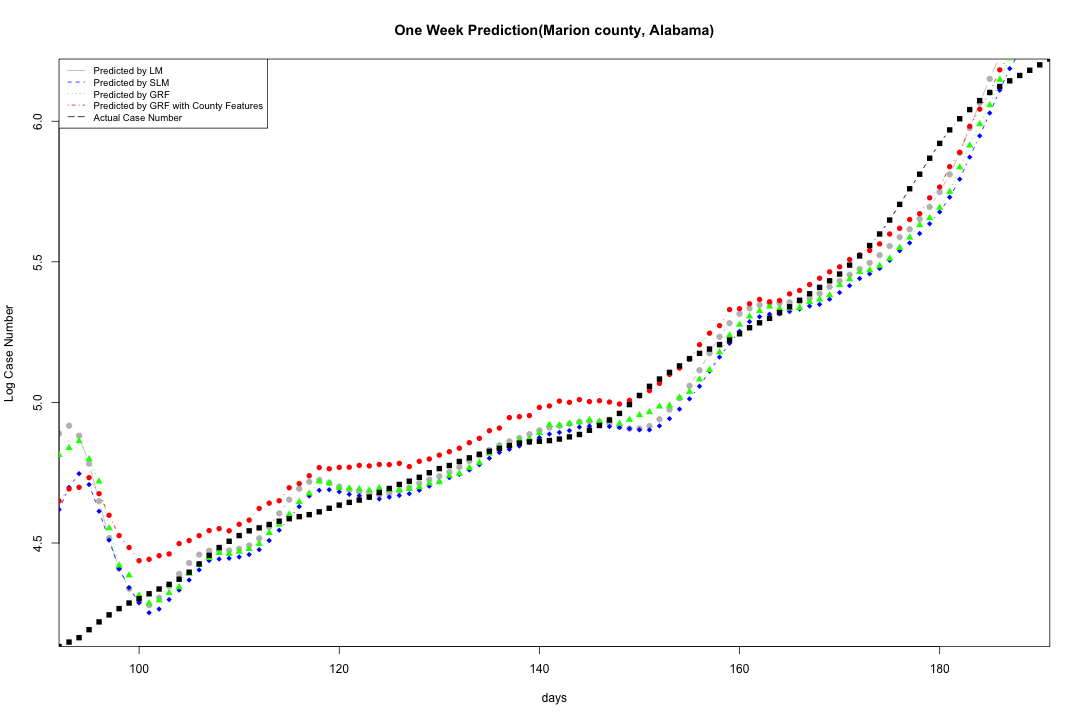 One Week Prediction(Marion county, Alabama)
Predicted by LM
Predicted by SLM
Predicted by GRF
Predicted by GRF with County Features
Actual Case Number
Log Case Number
6.0
5.5
5.0
4.5
100 120 140 160 180
days